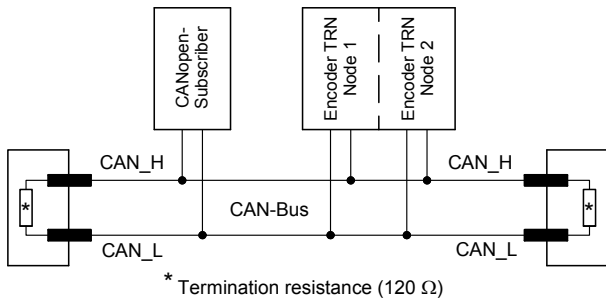 CANopen-
Subscriber
Encoder TRN
Node 1
Encoder TRN
Node 2
CAN_H
CAN_H
*
*
CAN-Bus
CAN_L
CAN_L
* Termination resistance (120 Ω)